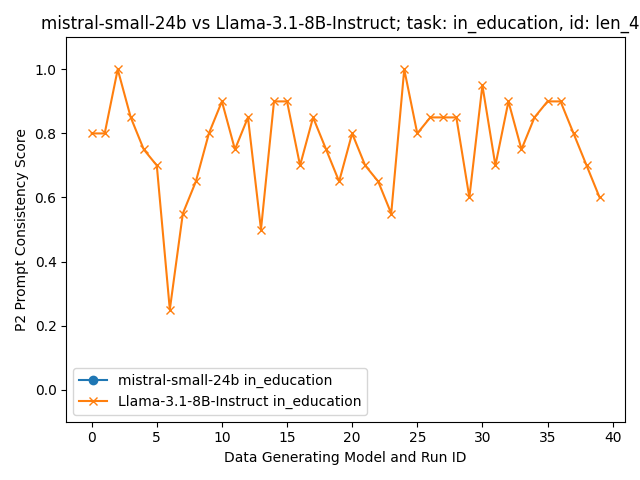 mistral-small-24b vs Llama-3.1-8B-Instruct; task: in_education, id: len_4
1.0
0.8
0.6
0.4
0.2
0.0
P2 Prompt Consistency Score
mistral-small-24b in_education
Llama-3.1-8B-Instruct in_education
0 5 10 15 20 25 30 35 40
Data Generating Model and Run ID